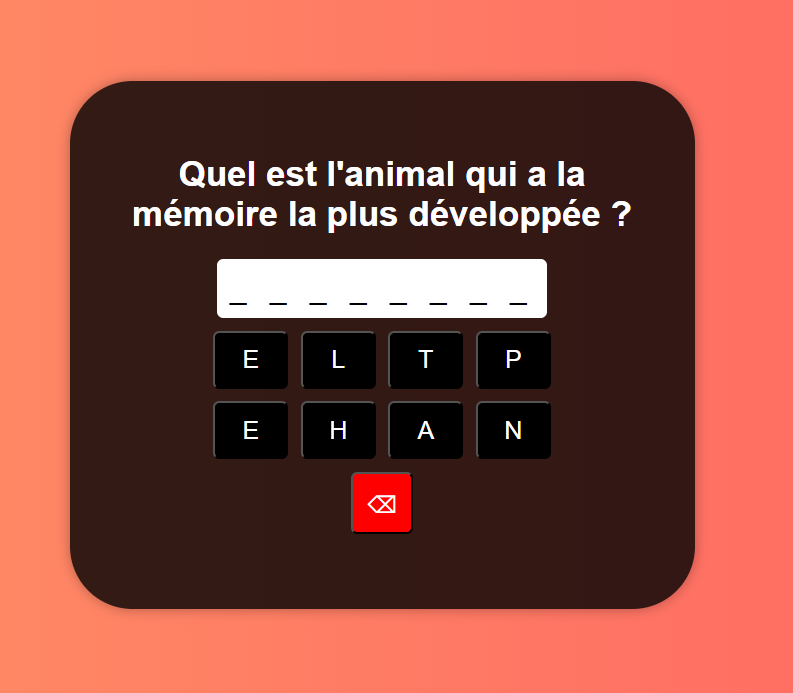 Quel est l'animal qui a la
mémoire la plus développée ?
_ _ _ _ _ _ _ _
E L T P
E H A N
⌫